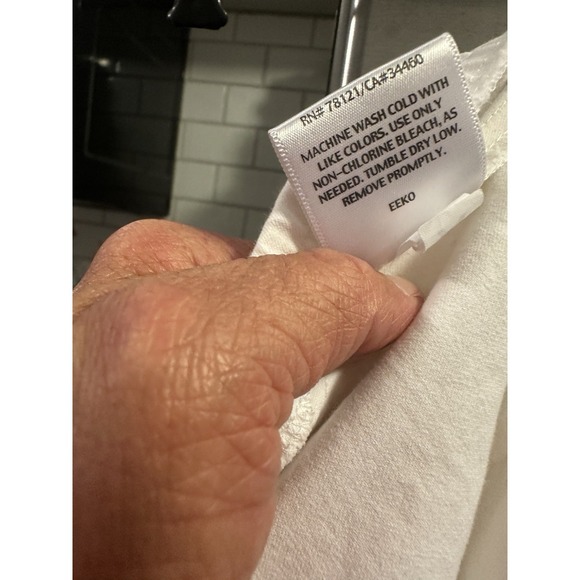 RN# 78121/CA#34460
MACHINE WASH COLD WITH
LIKE COLORS. USE ONLY
NON-CHLORINE BLEACH, AS
NEEDED. TUMBLE DRY LOW.
REMOVE PROMPTLY.
EEKO